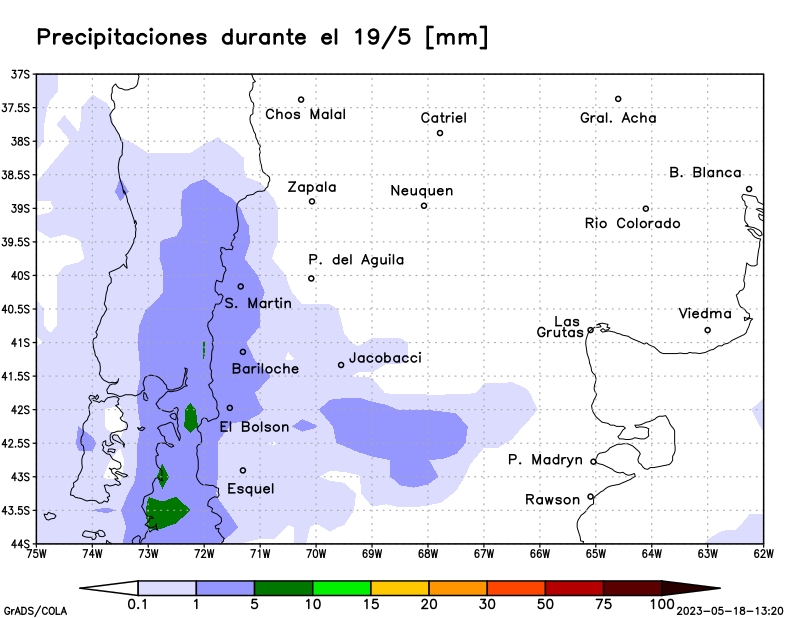 Precipitaciones durante el 19/5 [mm]
37S
Chos Malal
37.5S
Catriel
Gral. Acha
38S
B. Blanca
38.5S
Zapala
Neuquen
39S
Rio Colorado
39.5S
P. del Aguila
40S
S. Martin
40.5S
Viedma
Las
Grutas
41S
Jacobacci
Bariloche
41.5S
42S
El Bolson
42.5S
P. Madryn
43S
Esquel
Rawson
43.5S
44S
75W 74W 73W 72W 71W 70W 69W 68W 67W 66W 65W 64W 63W 62W
0.1 1 5 10 15 20 30 50 75 100
GrADS/COLA
2023-05-18-13:20